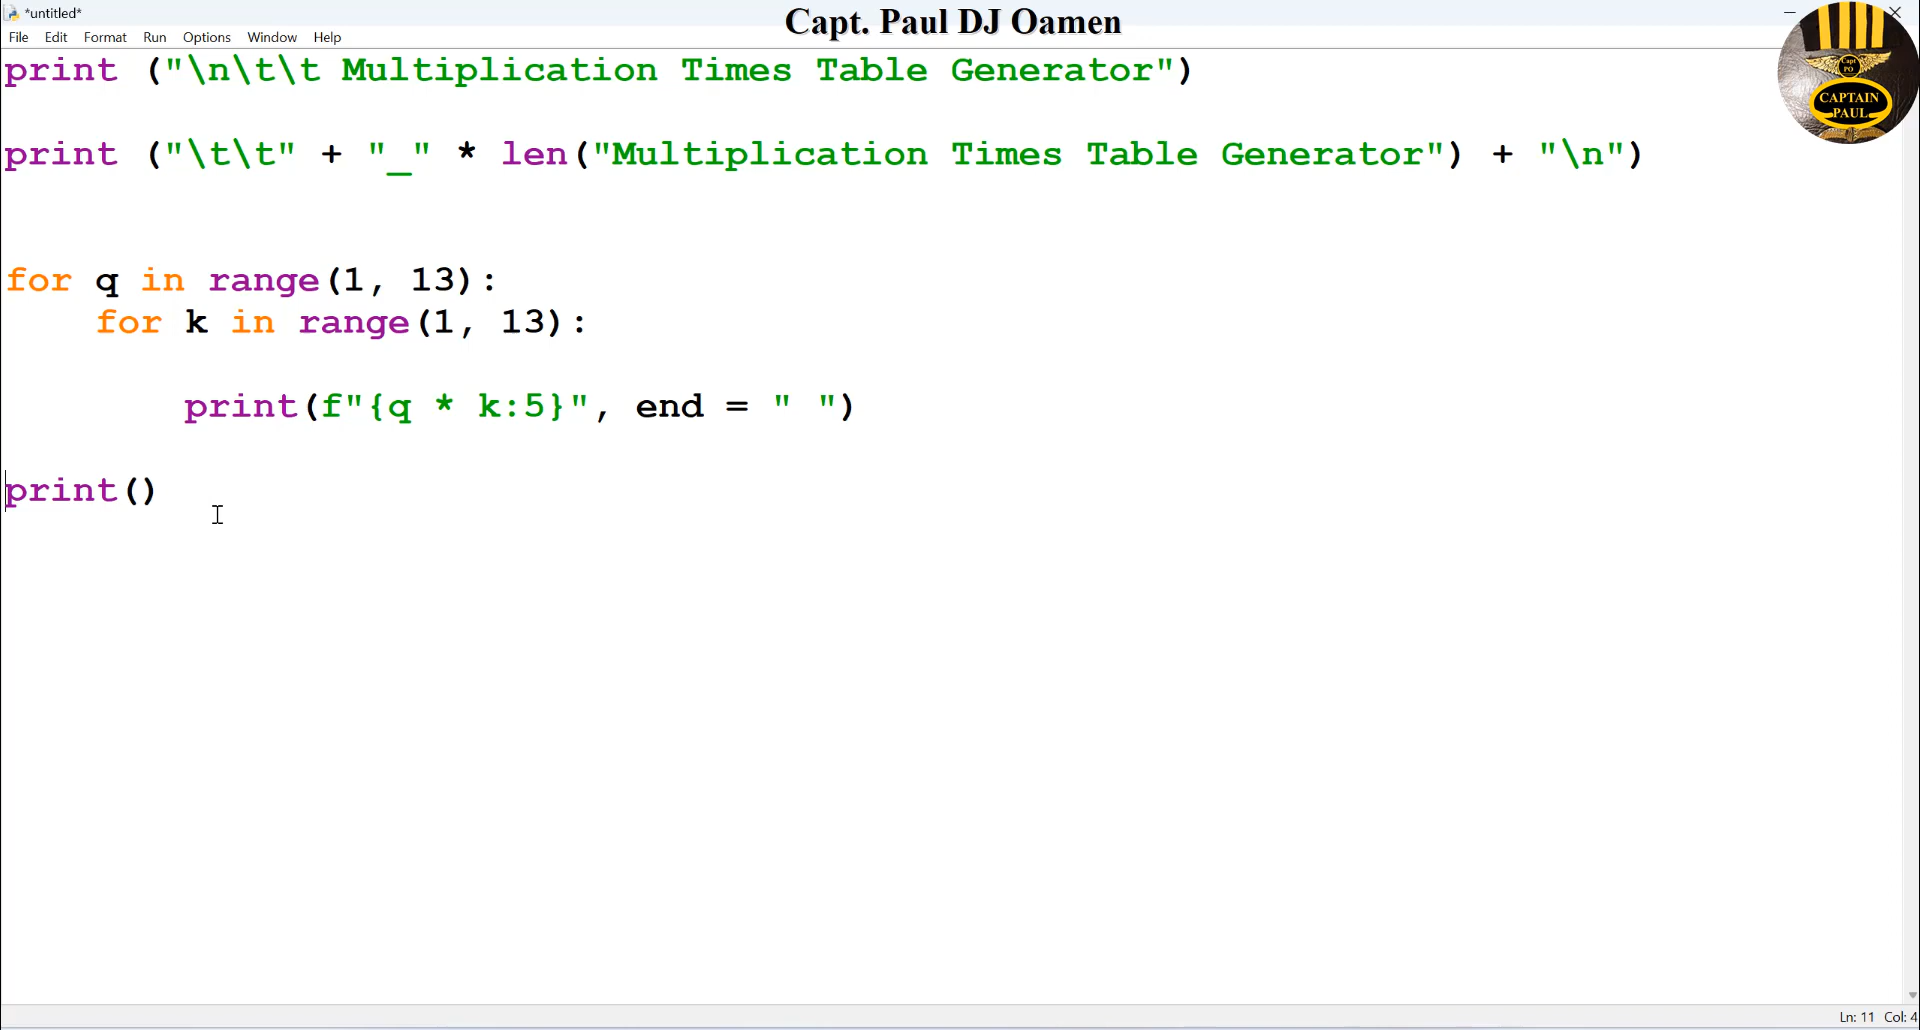 *untitled*
Capt. Paul DJ Oamen
File Edit Format Run Options Window Help
print ("\n\t\t Multiplication Times Table Generator")
print ("\t\t" + "_" * len("Multiplication Times Table Generator") + "\n")
for q in range(1, 13):
    for k in range(1, 13):
        print(f"{q * k:5}", end = " ")
print()
Capt
PO
CAPTAIN
PAUL
Ln: 11 Col: 4